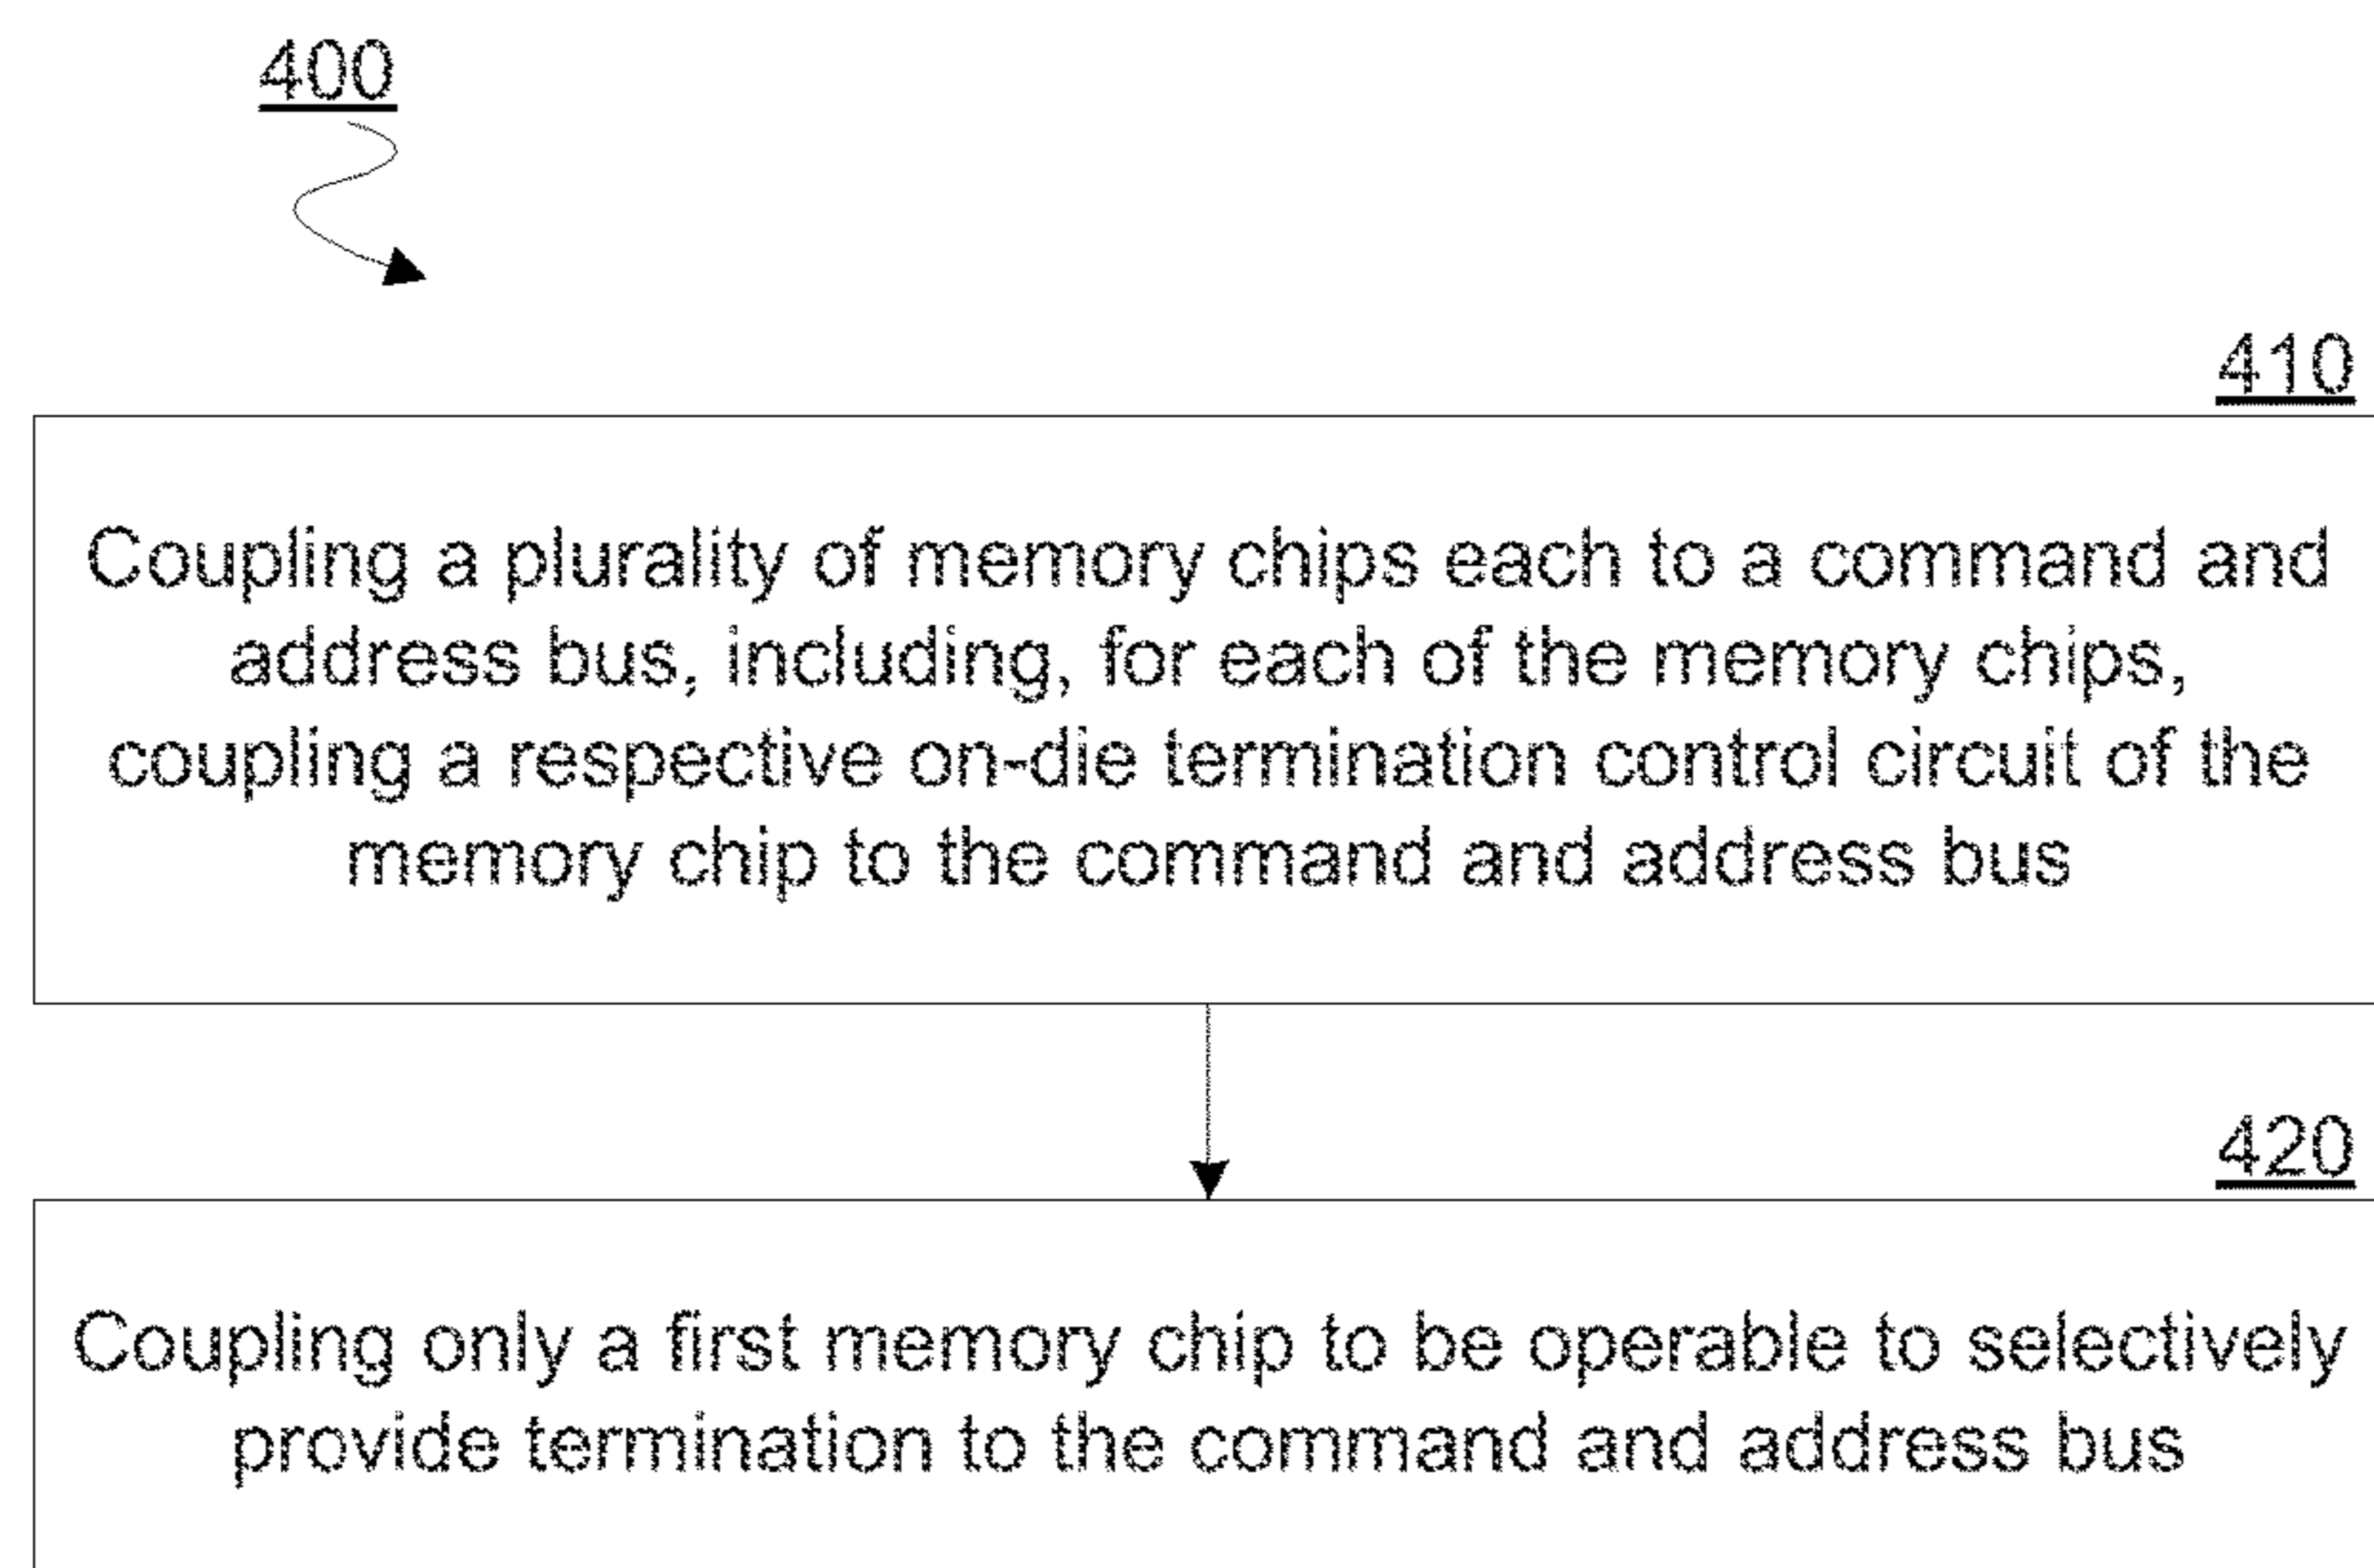 400
410
Coupling a plurality of memory chips each to a command and
address bus, including, for each of the memory chips,
coupling a respective on-die termination control circuit of the
memory chip to the command and address bus
420
Coupling only a first memory chip to be operable to selectively
provide termination to the command and address bus